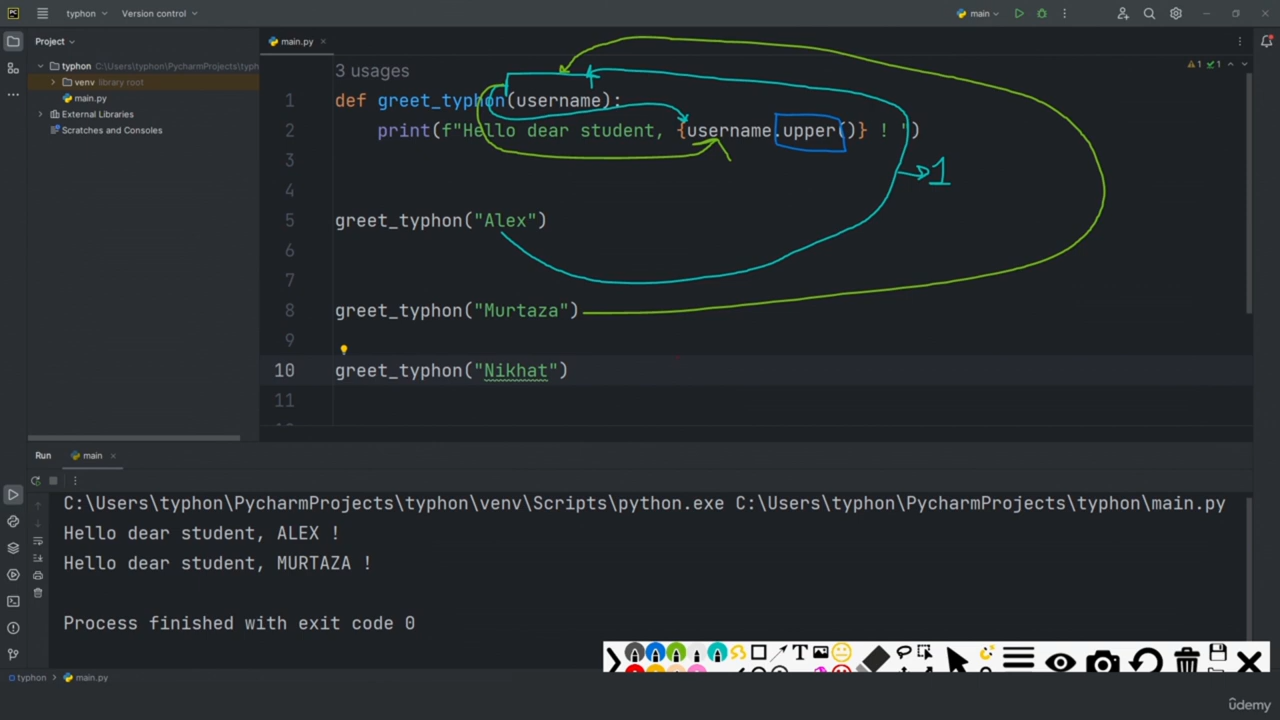 PC typhon Version control main
Project main.py
typhon C:\Users\typhon\PycharmProjects\typh
venv library root
main.py
External Libraries
Scratches and Consoles
3 usages 1 1
1 def greet_typhon(username):
2 print(f"Hello dear student, {username.upper()} ! ")
1
3
4
5 greet_typhon("Alex")
6
7
8 greet_typhon("Murtaza")
9
10 greet_typhon("Nikhat")
11
Run main
C:\Users\typhon\PycharmProjects\typhon\venv\Scripts\python.exe C:\Users\typhon\PycharmProjects\typhon\main.py
Hello dear student, ALEX !
Hello dear student, MURTAZA !
Process finished with exit code 0
T
typhon > main.py
ûdemy